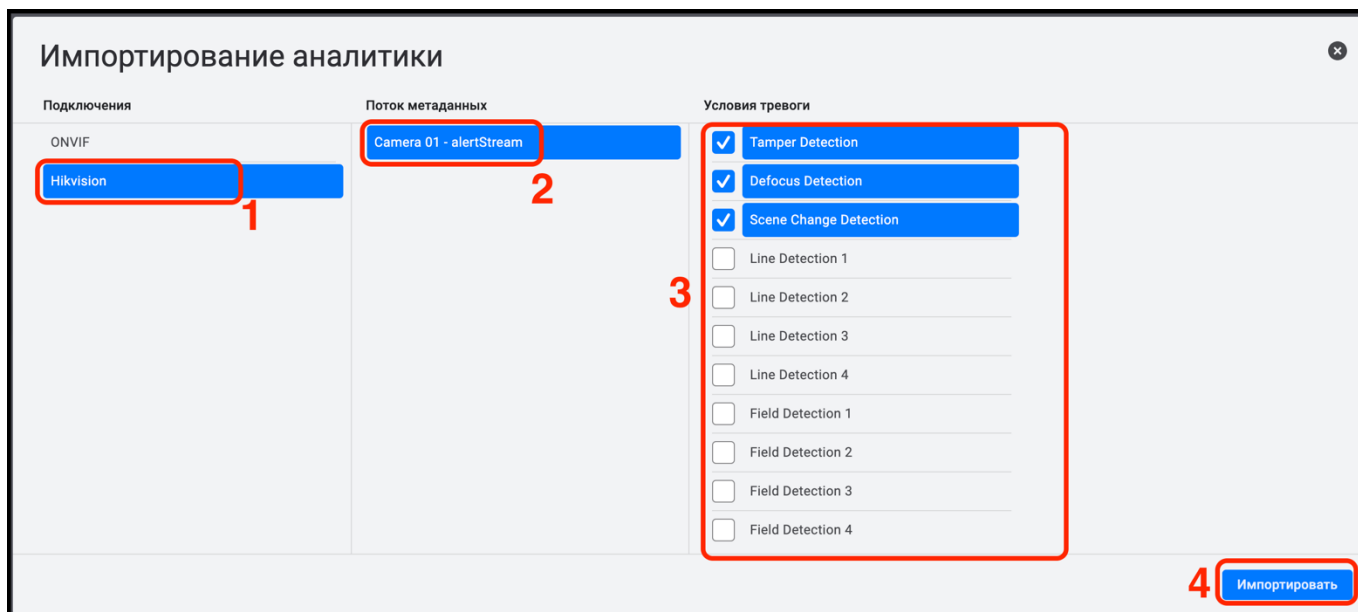 Импортирование аналитики
Подключения
Поток метаданных
Условия тревоги
ONVIF
Hikvision
1
Camera 01 - alertStream
2
Tamper Detection
Defocus Detection
Scene Change Detection
Line Detection 1
Line Detection 2
Line Detection 3
Line Detection 4
Field Detection 1
Field Detection 2
Field Detection 3
Field Detection 4
3
4
Импортировать